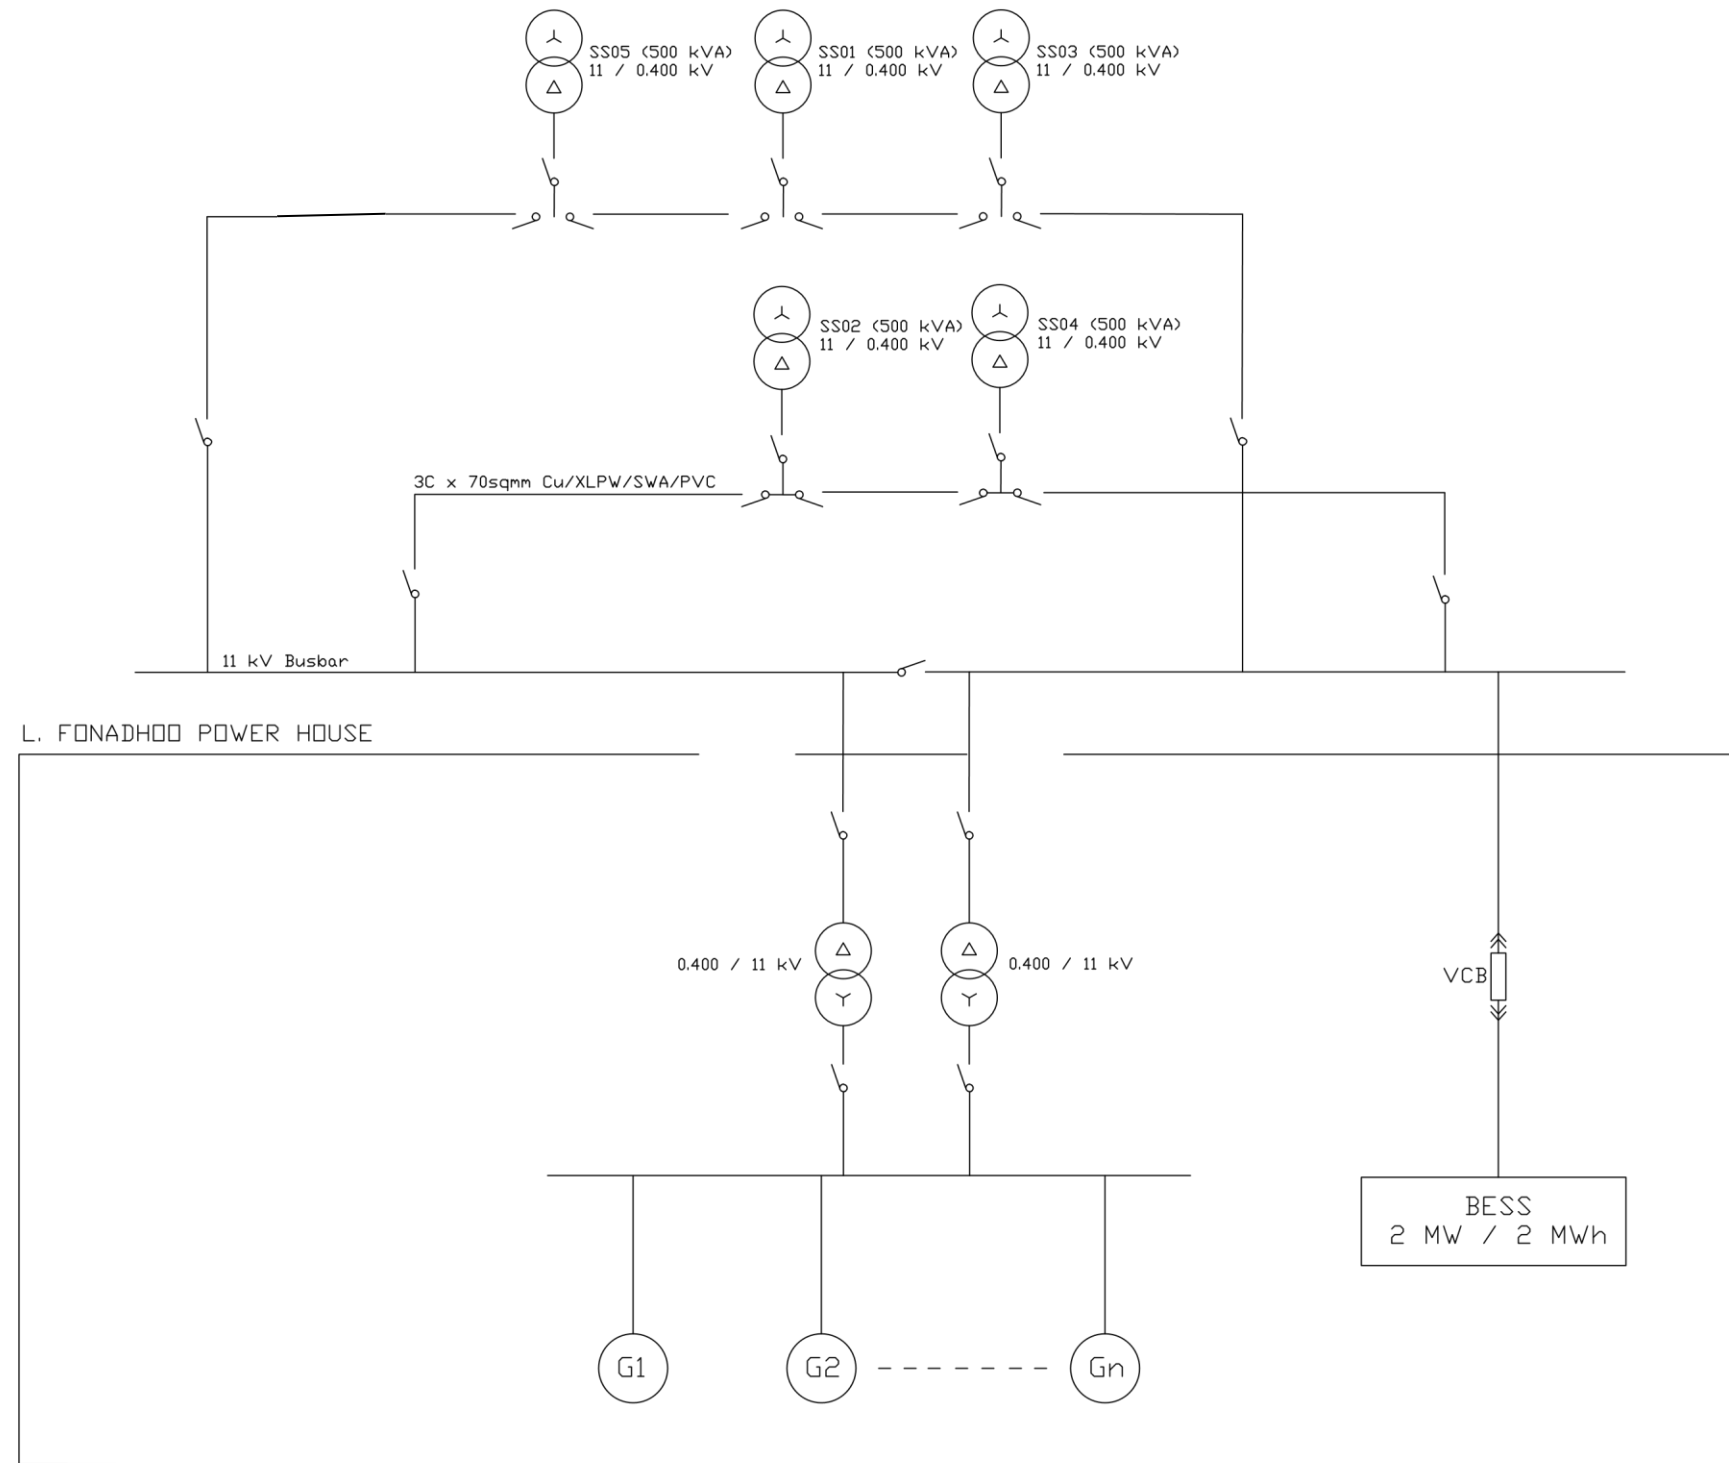 SS05 (500 kVA)
11 / 0.400 kV
SS01 (500 kVA)
11 / 0.400 kV
SS03 (500 kVA)
11 / 0.400 kV
SS02 (500 kVA)
11 / 0.400 kV
SS04 (500 kVA)
11 / 0.400 kV
3C x 70sqmm Cu/XLPW/SWA/PVC
11 kV Busbar
L. FONADHOO POWER HOUSE
0.400 / 11 kV
0.400 / 11 kV
VCB
BESS
2 MW / 2 MWh
G1
G2
Gn